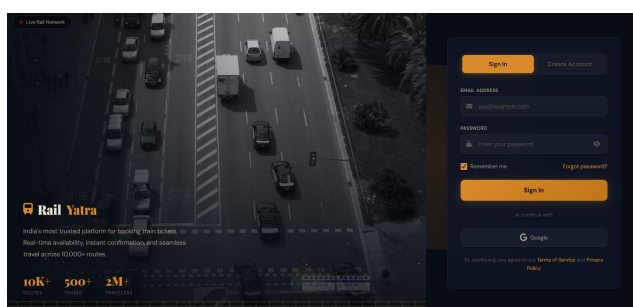 Live Rail Network
Rail Yatra
India's most trusted platform for booking train tickets.
Real-time availability, instant confirmation, and seamless
travel across 10,000+ routes.
10K+ 500+ 2M+
ROUTES TRAINS TRAVELERS
Sign In Create Account
EMAIL ADDRESS
you@example.com
PASSWORD
Enter your password
Remember me Forgot password?
Sign In
or continue with
Google
By continuing, you agree to our Terms of Service and Privacy
Policy